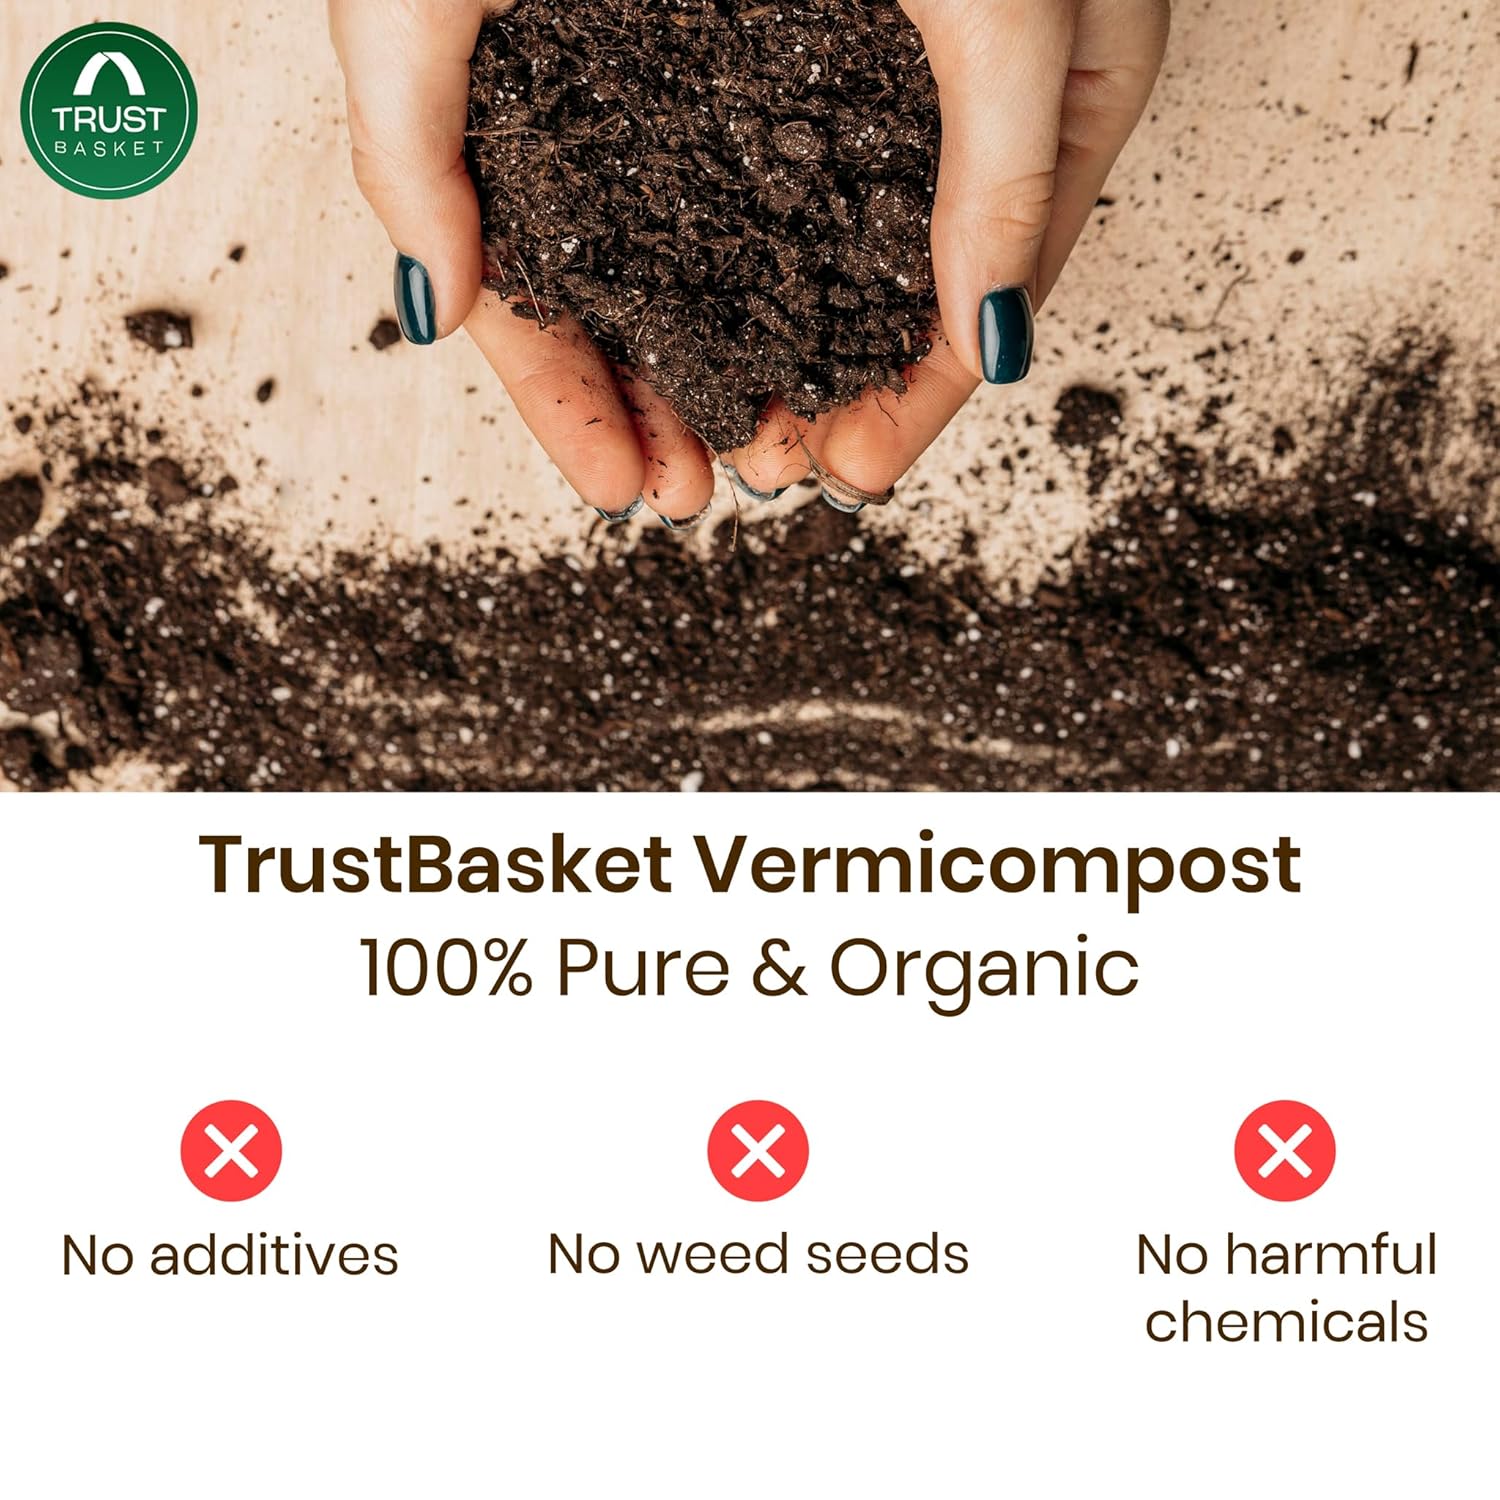 TRUST
BASKET
TrustBasket Vermicompost
100% Pure & Organic
No additives
No weed seeds
No harmful
chemicals